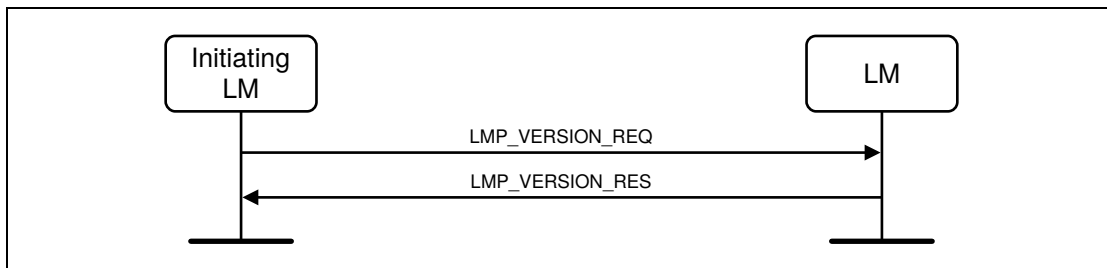 Initiating
LM
LM
LMP_VERSION_REQ
LMP_VERSION_RES